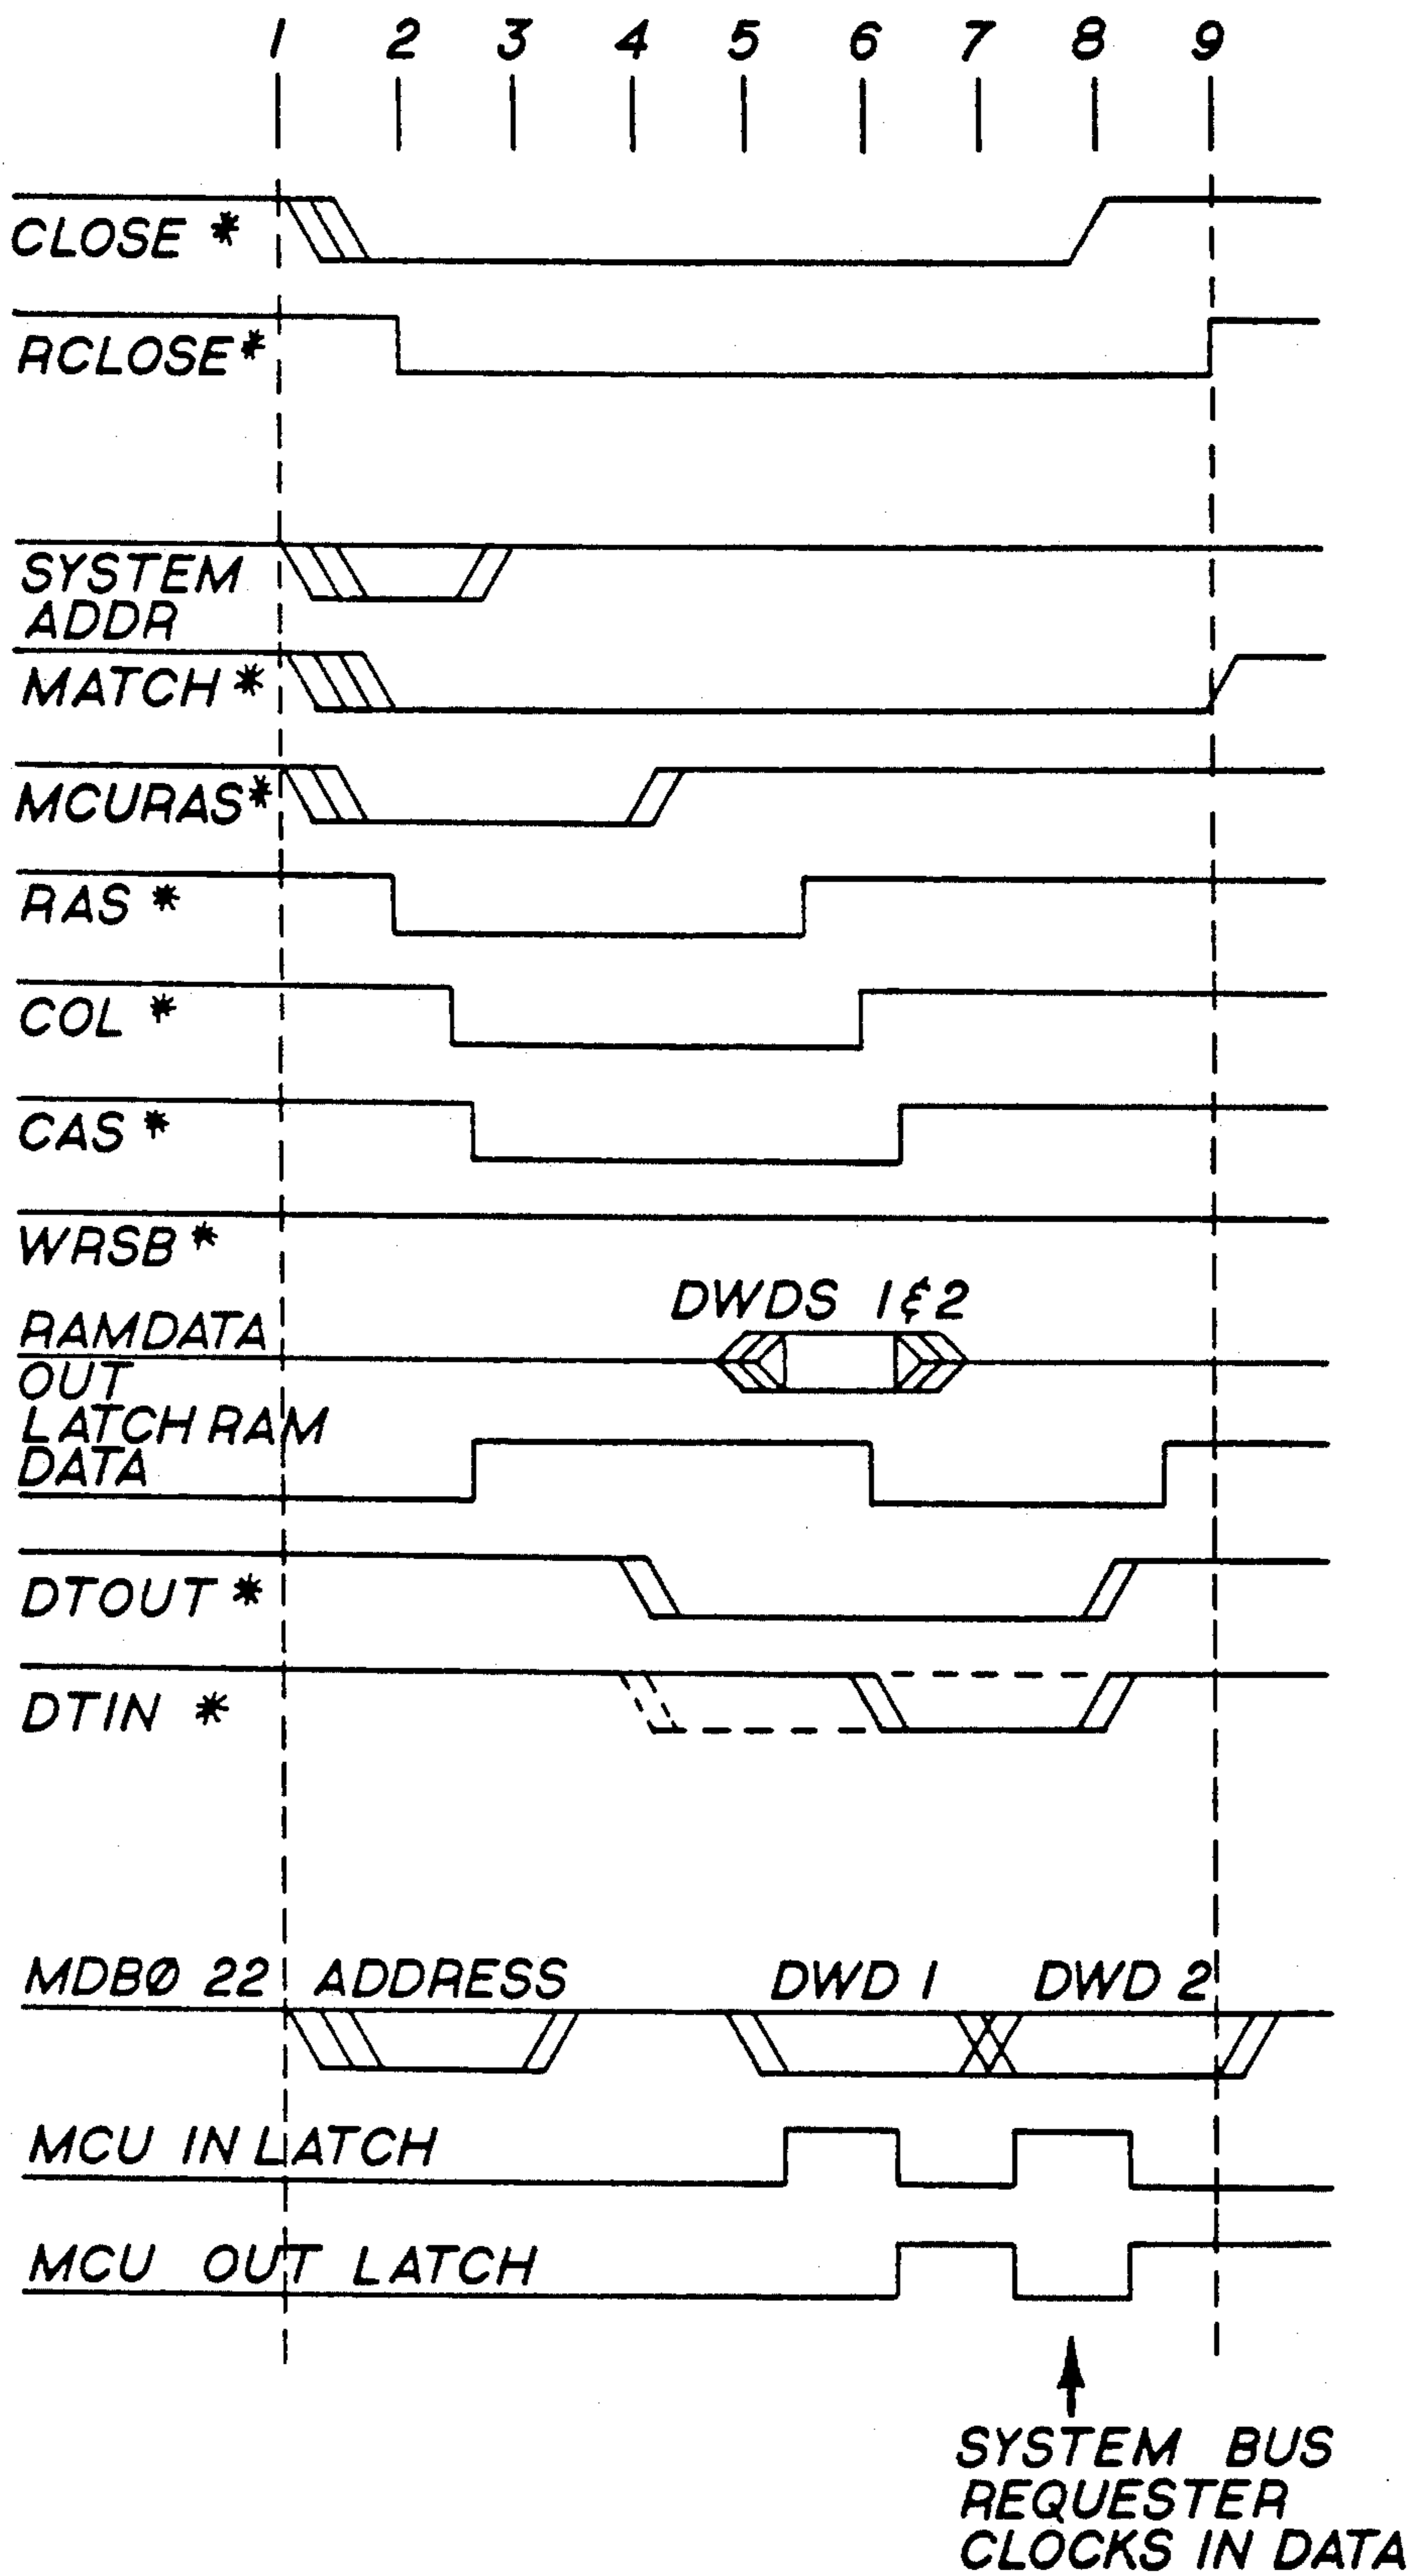 1 2 3 4 5 6 7 8 9
CLOSE *
RCLOSE*
SYSTEM
ADDR
MATCH *
MCURAS*
RAS *
COL *
CAS *
WRSB *
DWDS 1&2
RAMDATA
OUT
LATCH RAM
DATA
DTOUT *
DTIN *
MDBØ 22 ADDRESS DWD 1 DWD 2
MCU IN LATCH
MCU OUT LATCH
SYSTEM BUS
REQUESTER
CLOCKS IN DATA